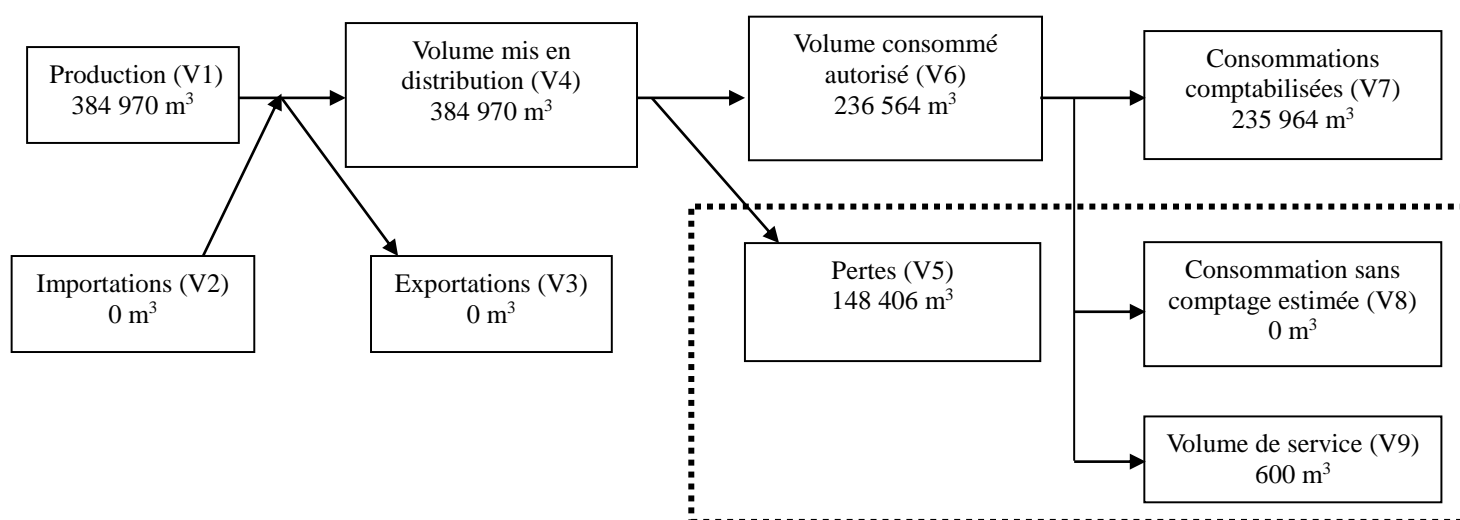 Production (V1)
384 970 m³
Volume mis en
distribution (V4)
384 970 m³
Volume consommé
autorisé (V6)
236 564 m³
Consommations
comptabilisées (V7)
235 964 m³
Importations (V2)
0 m³
Exportations (V3)
0 m³
Pertes (V5)
148 406 m³
Consommation sans
comptage estimée (V8)
0 m³
Volume de service (V9)
600 m³